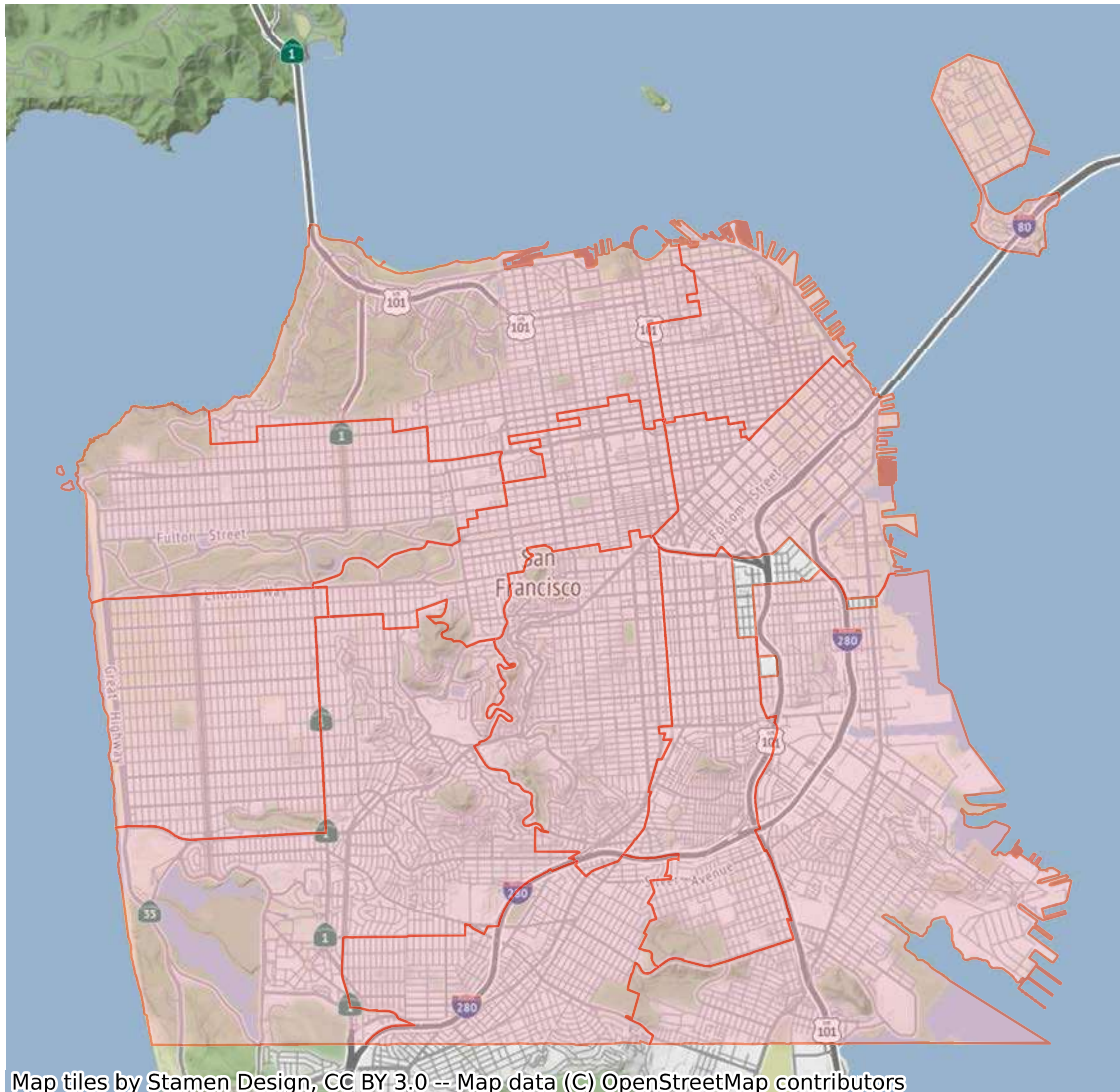 1
80
101
101
101
1
Folsom Street
Fulton Street
San
Francisco
Lincoln Way
280
Great Highway
101
280
Avenue
35
1
280
101
Map tiles by Stamen Design, CC BY 3.0 -- Map data (C) OpenStreetMap contributors